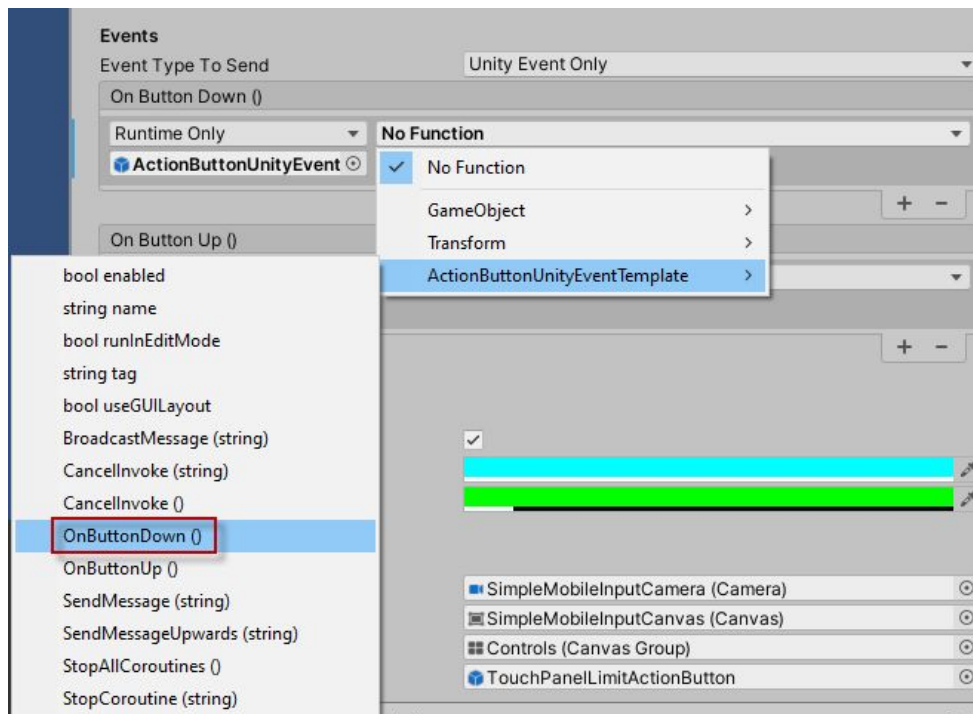 Events
Event Type To Send
Unity Event Only
On Button Down ()
Runtime Only
No Function
ActionButtonUnityEvent
No Function
GameObject
Transform
ActionButtonUnityEventTemplate
On Button Up ()
bool enabled
string name
bool runInEditMode
string tag
bool useGUILayout
BroadcastMessage (string)
CancelInvoke (string)
CancelInvoke ()
OnButtonDown ()
OnButtonUp ()
SendMessage (string)
SendMessageUpwards (string)
StopAllCoroutines ()
StopCoroutine (string)
SimpleMobileInputCamera (Camera)
SimpleMobileInputCanvas (Canvas)
Controls (Canvas Group)
TouchPanelLimitActionButton